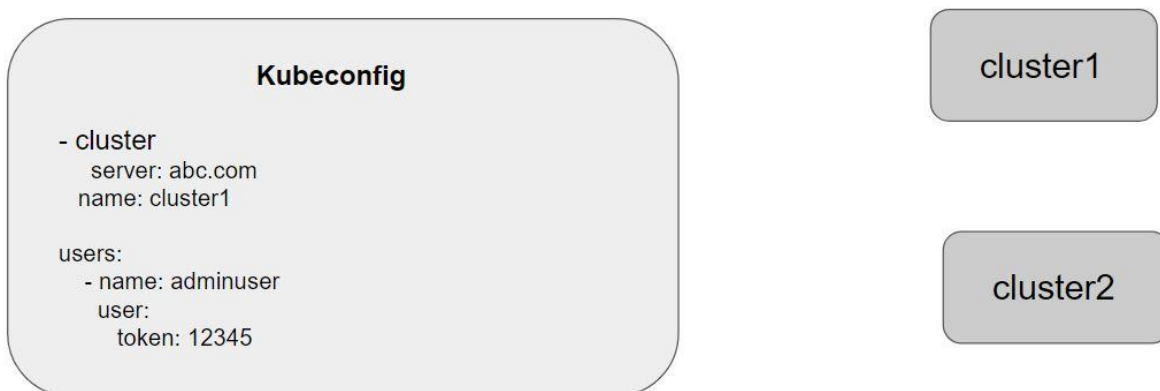 Kubeconfig
- cluster
server: abc.com
name: cluster1
users:
- name: adminuser
user:
token: 12345
cluster1
cluster2